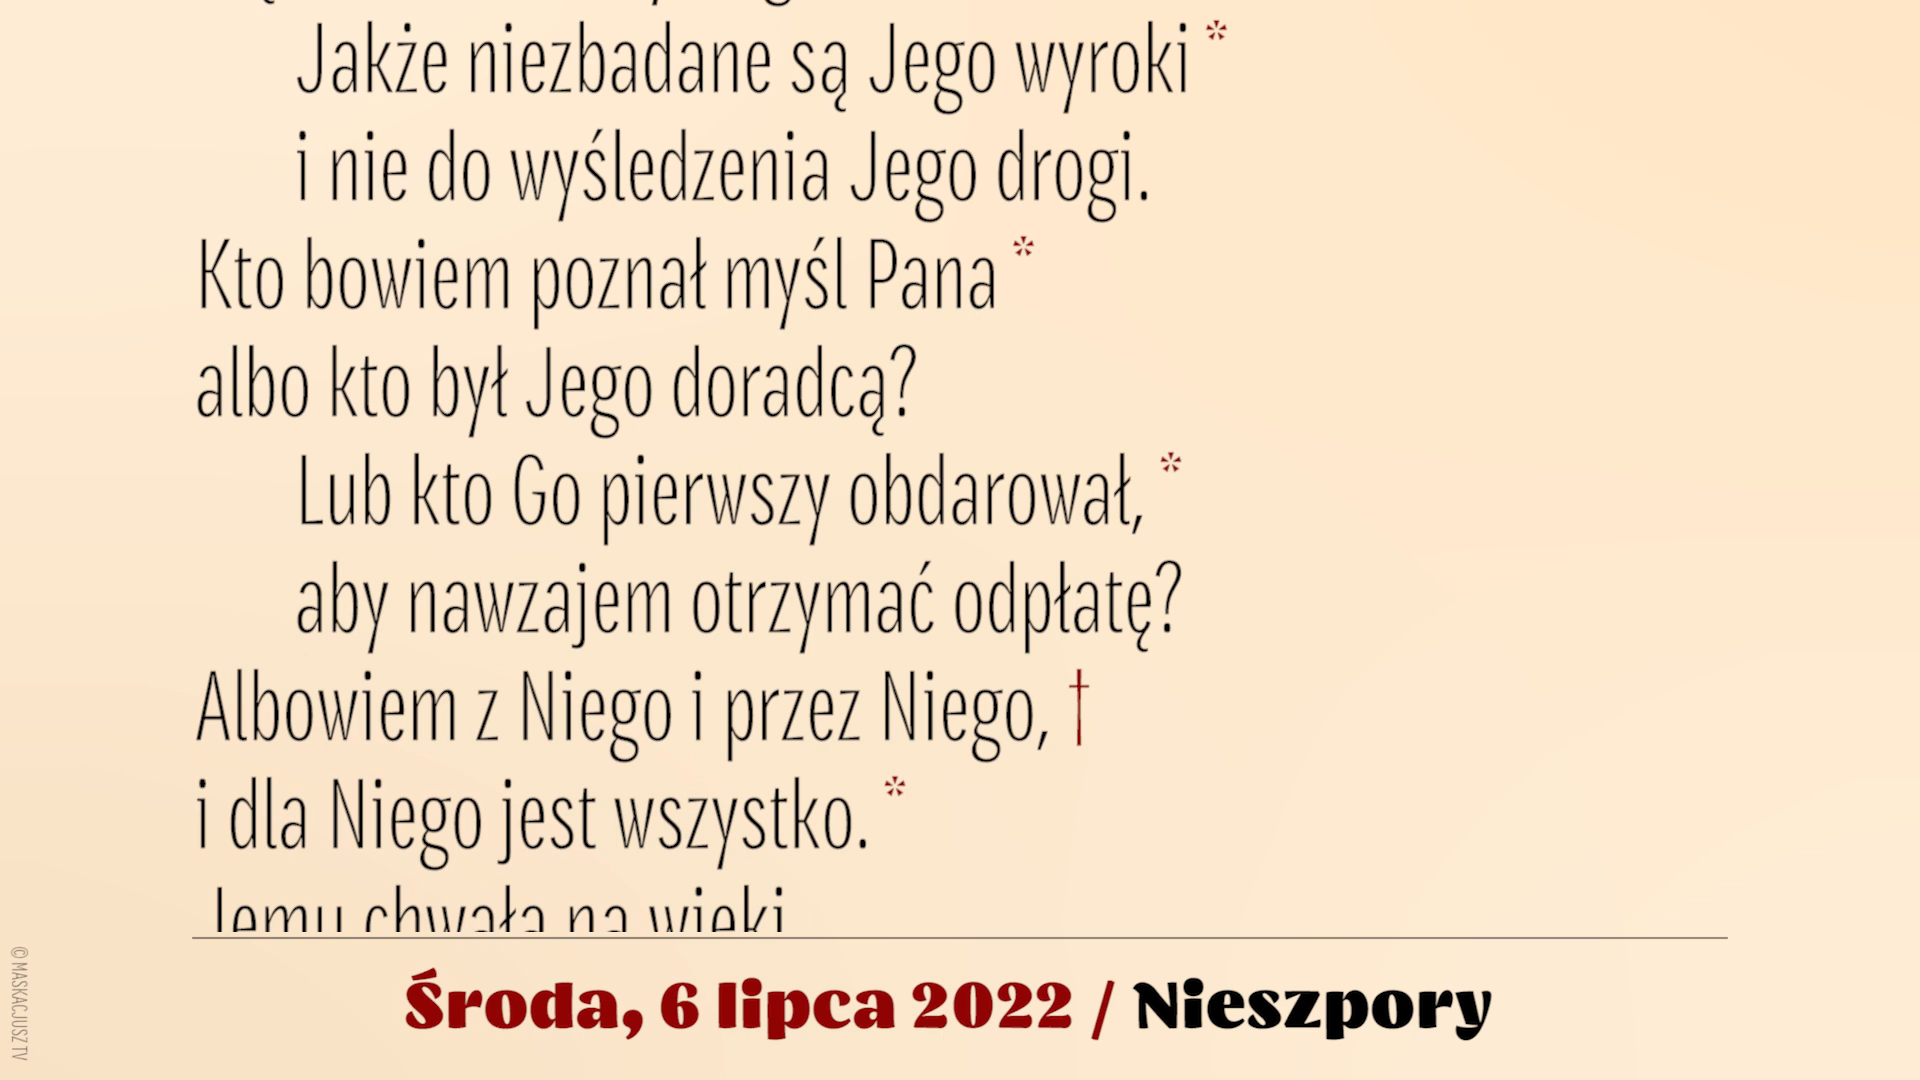 Jakże niezbadane są Jego wyroki *
i nie do wyśledzenia Jego drogi.
Kto bowiem poznał myśl Pana *
albo kto był Jego doradcą?
Lub kto Go pierwszy obdarował, *
aby nawzajem otrzymać odpłatę?
Albowiem z Niego i przez Niego, †
i dla Niego jest wszystko. *
Jemu chwała na wieki
Środa, 6 lipca 2022 / Nieszpory
© MASKACJUSZ TV